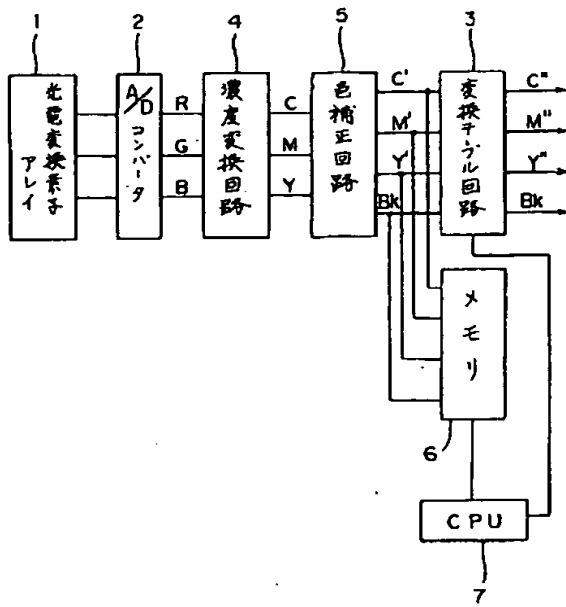 1
2
4
5
3
光電変換素子
アレイ
A/D
コンバータ
R
G
B
濃度変換回路
C
M
Y
色補正回路
C'
M'
Y'
Bk
変換テーブル回路
C"
M"
Y"
Bk
メモリ
6
CPU
7